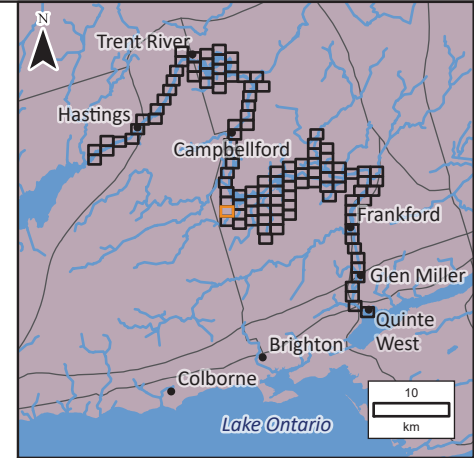 N
Trent River
Hastings
Campbellford
Frankford
Glen Miller
Quinte
West
Brighton
Colborne
10
km
Lake Ontario